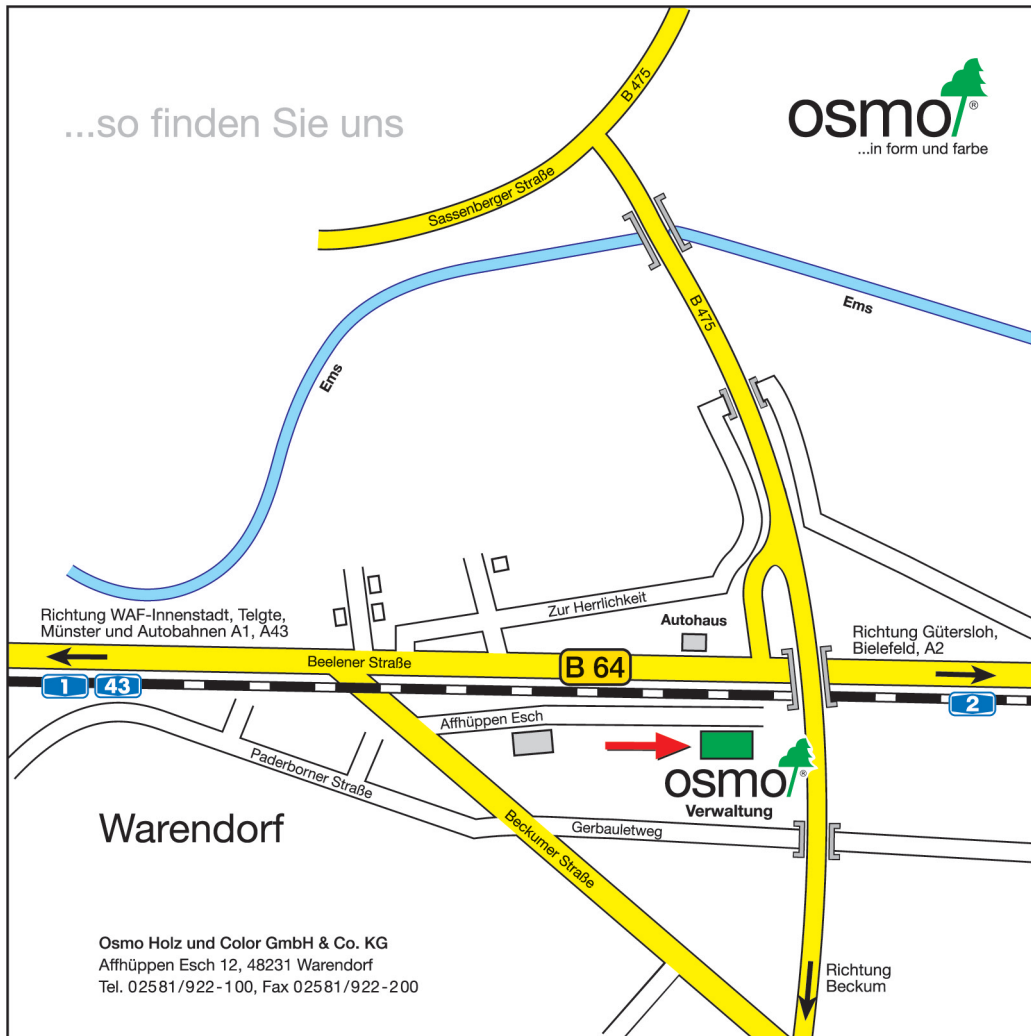 ...so finden Sie uns
osmo®
...in form und farbe
B 475
Sassenberger Straße
B 475
Ems
Ems
Zur Herrlichkeit
Autohaus
Richtung WAF-Innenstadt, Telgte,
Münster und Autobahnen A1, A43
Richtung Gütersloh,
Bielefeld, A2
Beelener Straße
B 64
1
43
2
Affhüppen Esch
Paderborner Straße
osmo®
Verwaltung
Gerbauletweg
Beckumer Straße
Warendorf
Osmo Holz und Color GmbH & Co. KG
Affhüppen Esch 12, 48231 Warendorf
Tel. 02581/922-100, Fax 02581/922-200
Richtung
Beckum